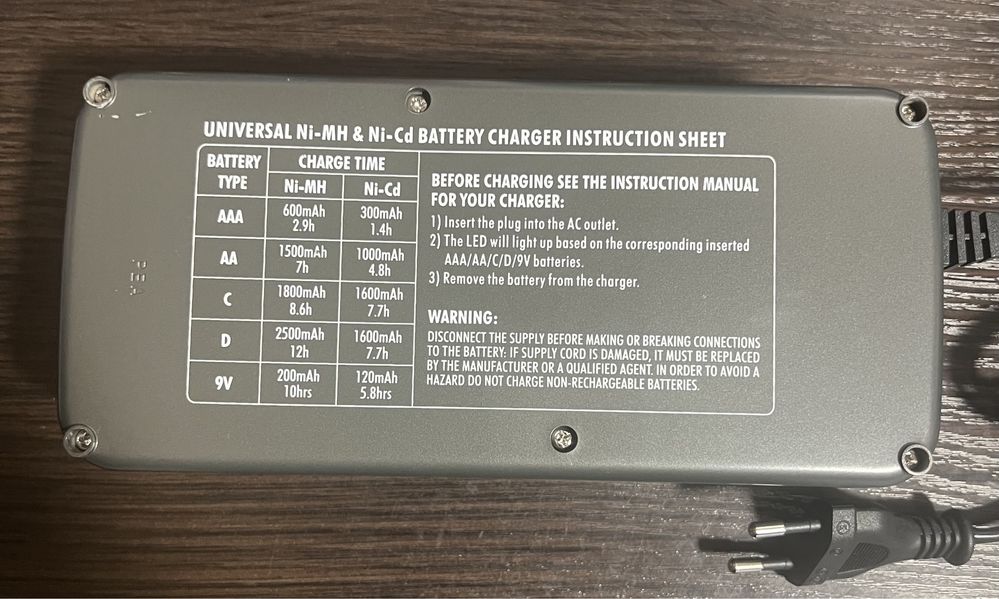 UNIVERSAL Ni-MH & Ni-Cd BATTERY CHARGER INSTRUCTION SHEET
BATTERY TYPE
CHARGE TIME
Ni-MH
Ni-Cd
AAA
600mAh
2.9h
300mAh
1.4h
AA
1500mAh
7h
1000mAh
4.8h
C
1800mAh
8.6h
1600mAh
7.7h
D
2500mAh
12h
1600mAh
7.7h
9V
200mAh
10hrs
120mAh
5.8hrs
BEFORE CHARGING SEE THE INSTRUCTION MANUAL
FOR YOUR CHARGER:
1) Insert the plug into the AC outlet.
2) The LED will light up based on the corresponding inserted
AAA/AA/C/D/9V batteries.
3) Remove the battery from the charger.
WARNING:
DISCONNECT THE SUPPLY BEFORE MAKING OR BREAKING CONNECTIONS
TO THE BATTERY: IF SUPPLY CORD IS DAMAGED, IT MUST BE REPLACED
BY THE MANUFACTURER OR A QUALIFIED AGENT. IN ORDER TO AVOID A
HAZARD DO NOT CHARGE NON-RECHARGEABLE BATTERIES.